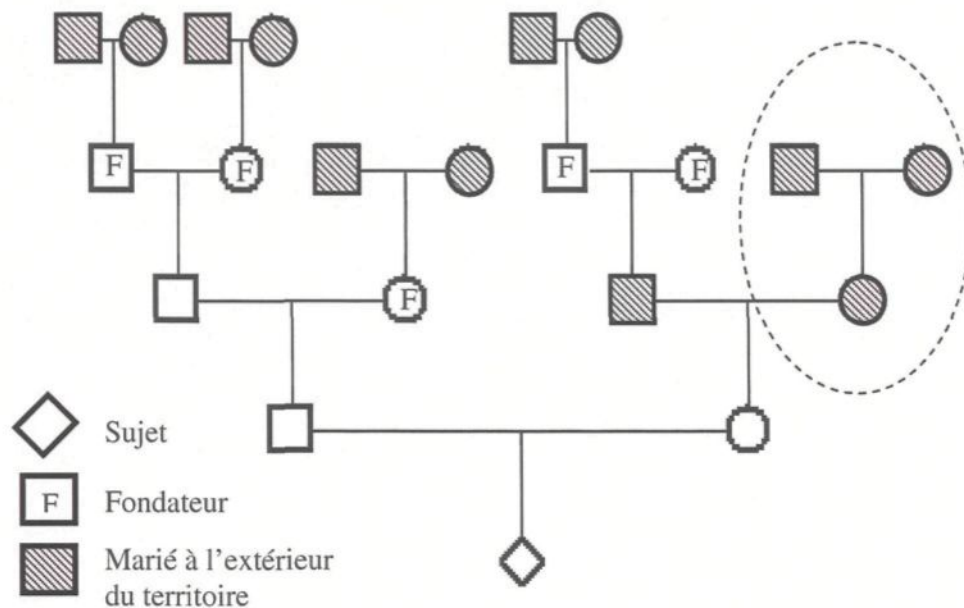 F
F
F
F
F
Sujet
F
Fondateur
Marié à l'extérieur
du territoire